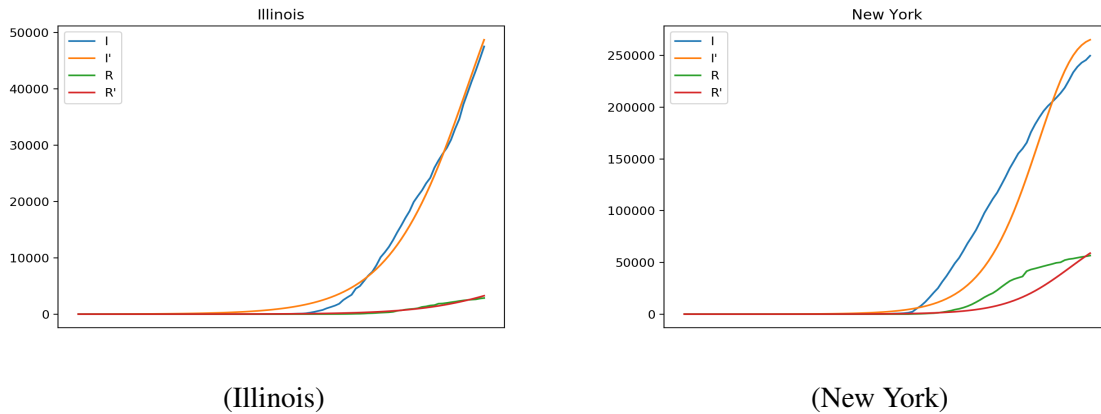 Illinois
I
I'
R
R'
50000
40000
30000
20000
10000
0
(Illinois)
New York
I
I'
R
R'
250000
200000
150000
100000
50000
0
(New York)